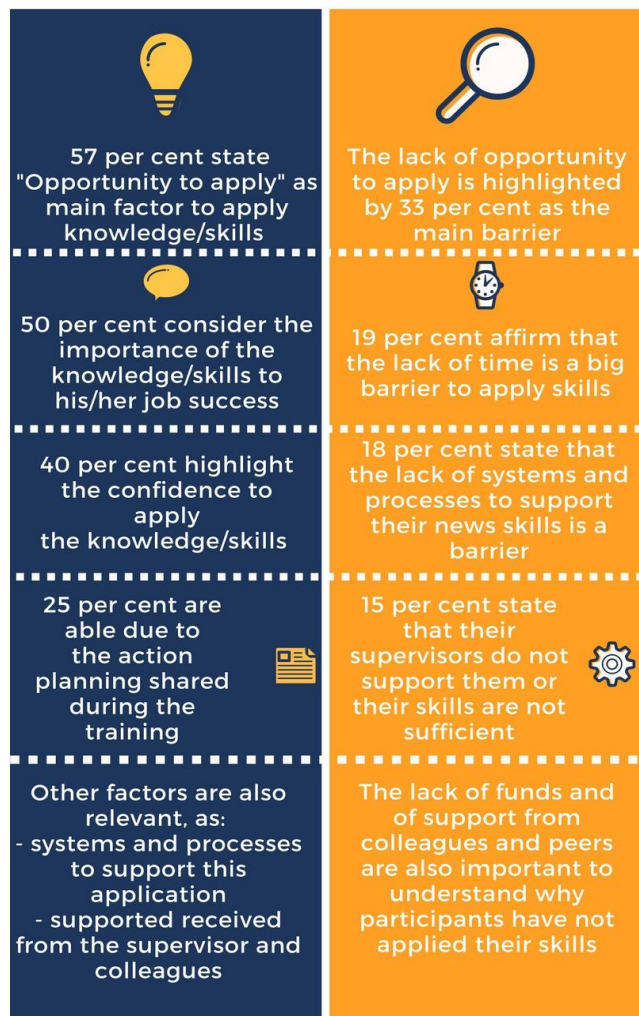 57 per cent state
"Opportunity to apply" as
main factor to apply
knowledge/skills
50 per cent consider the
importance of the
knowledge/skills to
his/her job success
40 per cent highlight
the confidence to
apply
the knowledge/skills
25 per cent are
able due to
the action
planning shared
during the
training
Other factors are also
relevant, as:
- systems and processes
to support this
application
- supported received
from the supervisor and
colleagues
The lack of opportunity
to apply is highlighted
by 33 per cent as the
main barrier
19 per cent affirm that
the lack of time is a big
barrier to apply skills
18 per cent state that
the lack of systems and
processes to support
their news skills is a
barrier
15 per cent state
that their
supervisors do not
support them or
their skills are not
sufficient
The lack of funds and
of support from
colleagues and peers
are also important to
understand why
participants have not
applied their skills